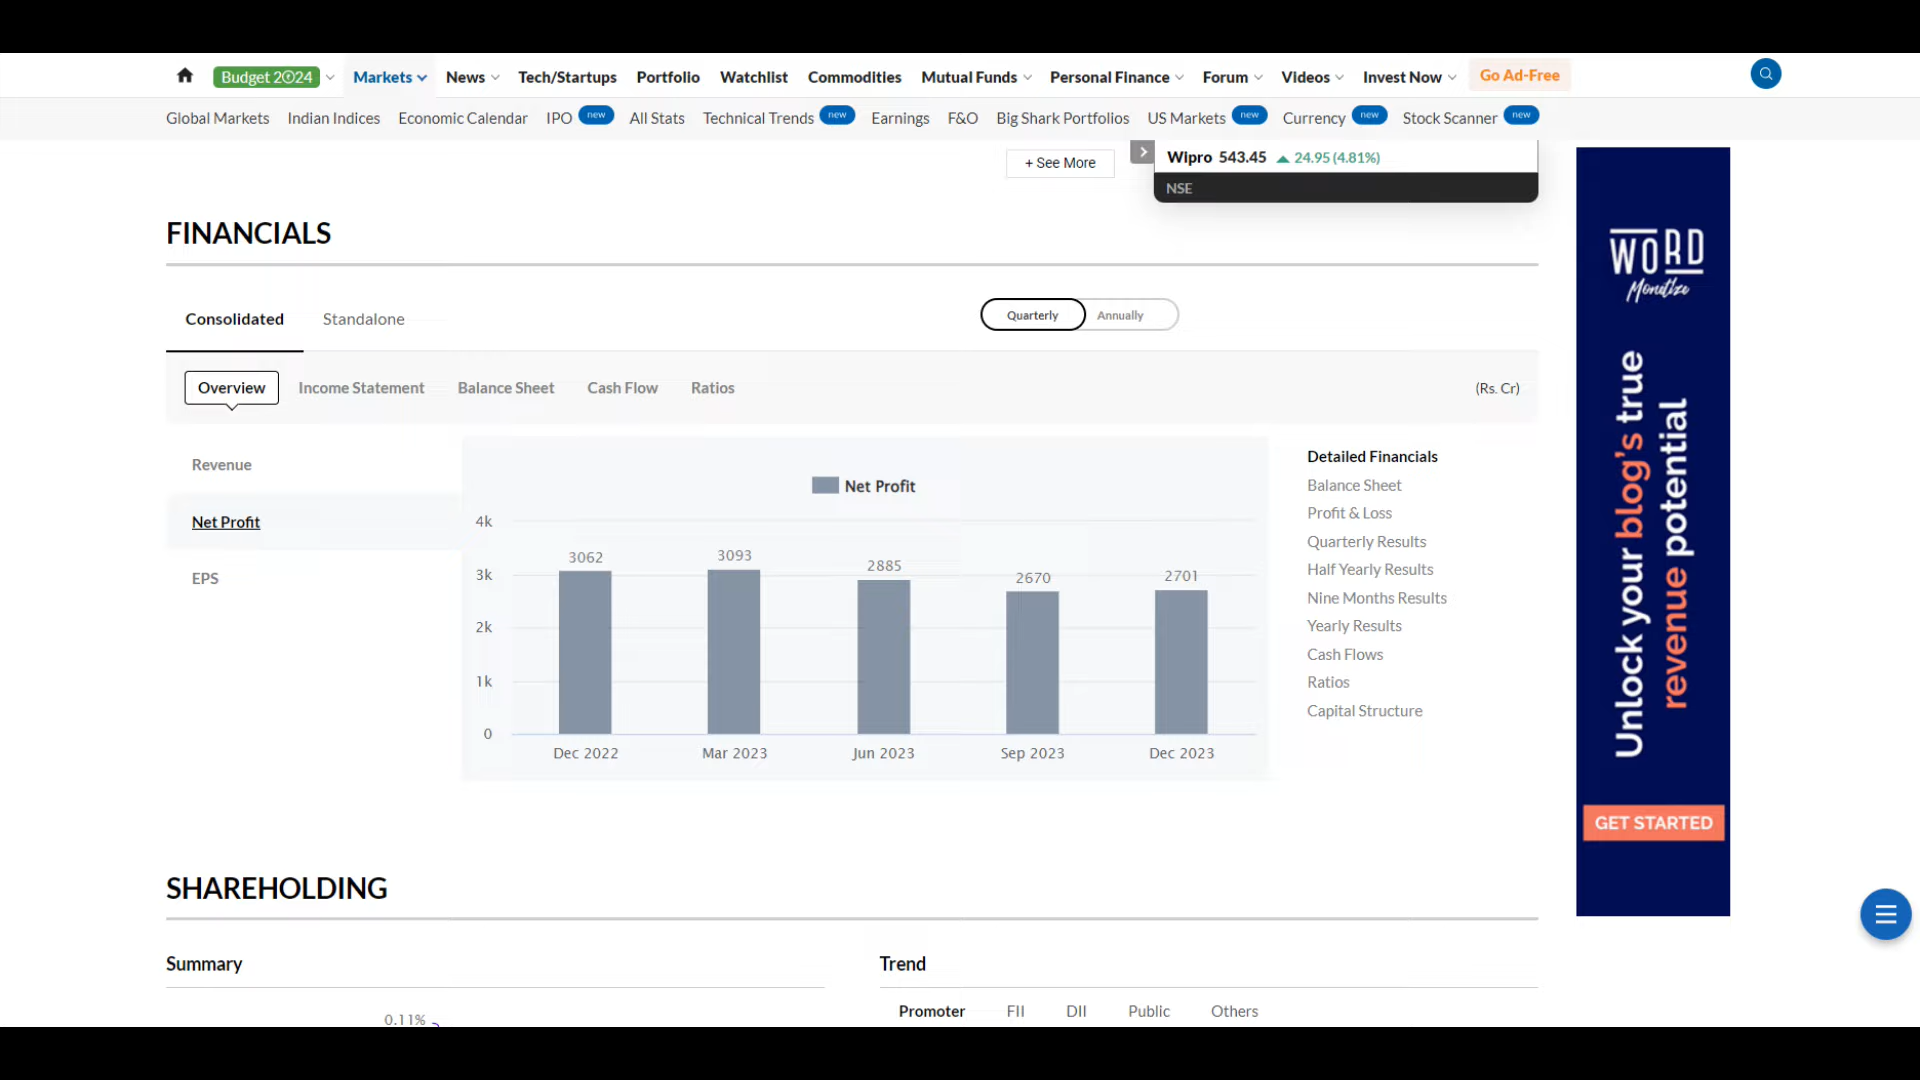 Budget 2024 Markets News Tech/Startups Portfolio Watchlist Commodities Mutual Funds Personal Finance Forum Videos Invest Now Go Ad-Free
Global Markets Indian Indices Economic Calendar IPO new All Stats Technical Trends new Earnings F&O Big Shark Portfolios US Markets new Currency new Stock Scanner new
+ See More
Wipro 543.45 24.95 (4.81%)
NSE
FINANCIALS
Consolidated Standalone
Quarterly Annually
Overview Income Statement Balance Sheet Cash Flow Ratios (Rs. Cr)
Revenue
Net Profit
EPS
Net Profit
4k
3k
2k
1k
0
3062 3093 2885 2670 2701
Dec 2022 Mar 2023 Jun 2023 Sep 2023 Dec 2023
Detailed Financials
Balance Sheet
Profit & Loss
Quarterly Results
Half Yearly Results
Nine Months Results
Yearly Results
Cash Flows
Ratios
Capital Structure
WORD
Monetize
Unlock your blog's true
revenue potential
GET STARTED
SHAREHOLDING
Summary
0.11%
Trend
Promoter FII DII Public Others